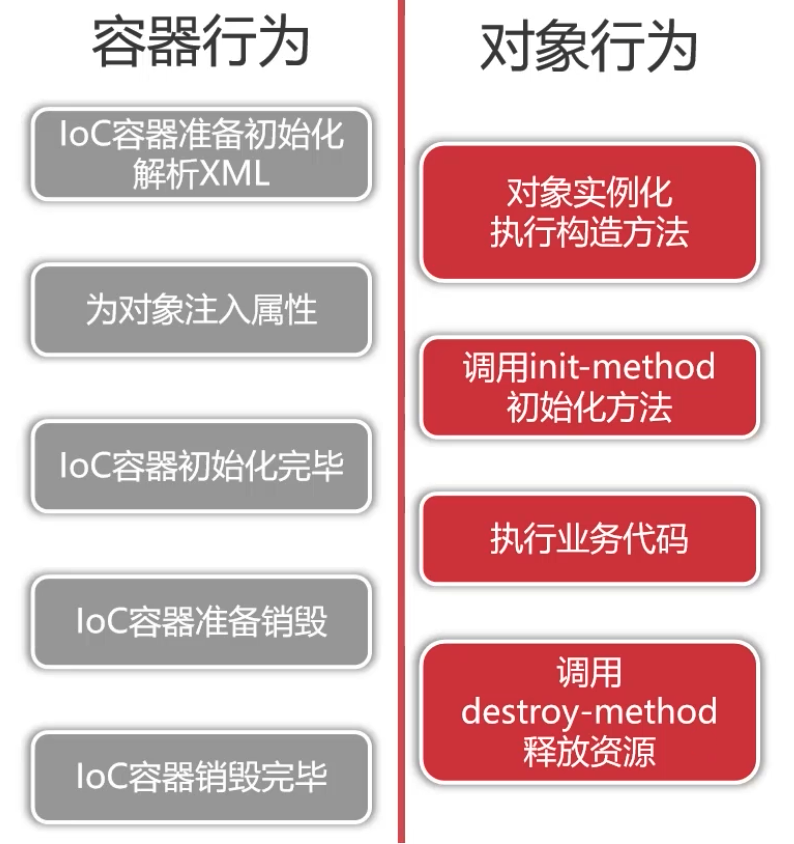 容器行为
IoC容器准备初始化
解析XML
为对象注入属性
IoC容器初始化完毕
IoC容器准备销毁
IoC容器销毁完毕
对象行为
对象实例化
执行构造方法
调用init-method
初始化方法
执行业务代码
调用
destroy-method
释放资源